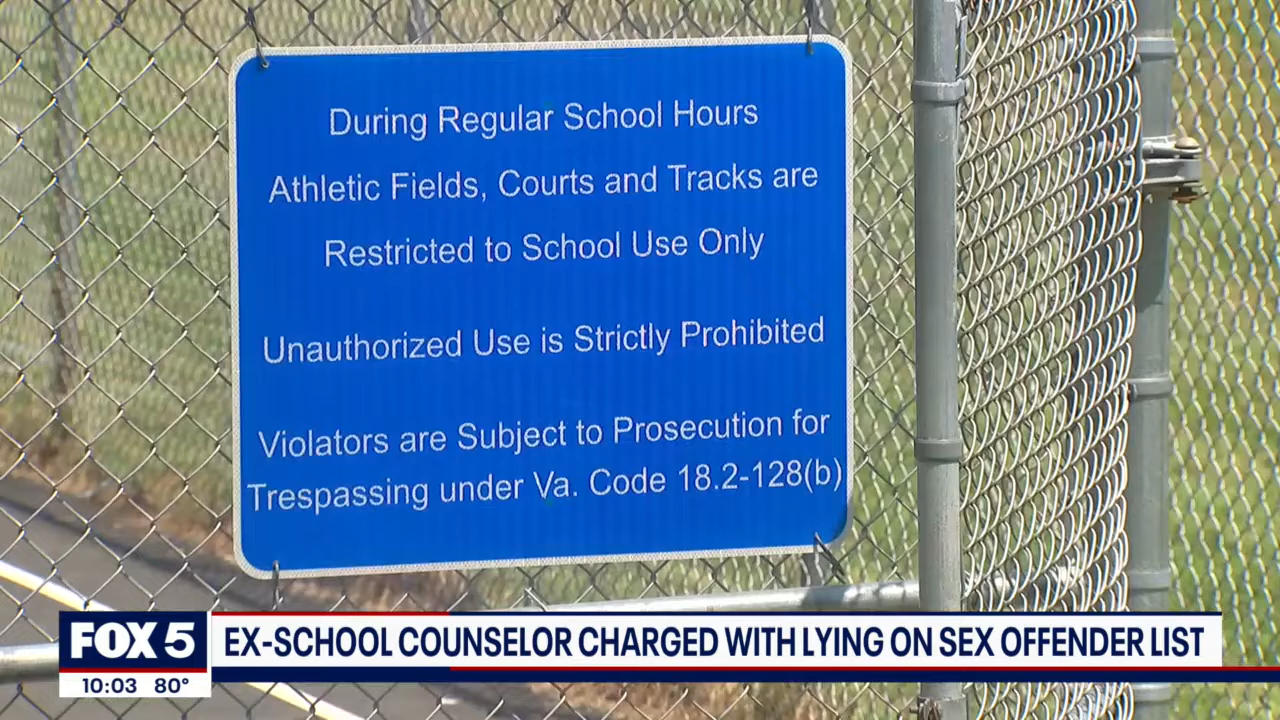 During Regular School Hours
Athletic Fields, Courts and Tracks are
Restricted to School Use Only
Unauthorized Use is Strictly Prohibited
Violators are Subject to Prosecution for
Trespassing under Va. Code 18.2-128(b)
FOX 5
EX-SCHOOL COUNSELOR CHARGED WITH LYING ON SEX OFFENDER LIST
10:03 80°